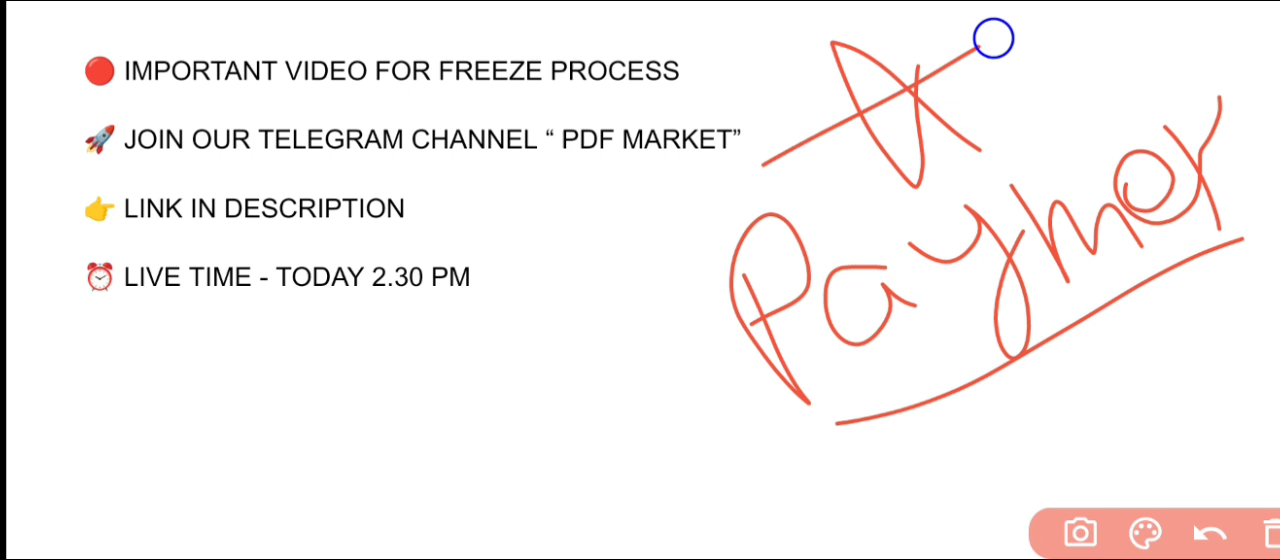 🔴 IMPORTANT VIDEO FOR FREEZE PROCESS
🚀 JOIN OUR TELEGRAM CHANNEL “ PDF MARKET”
👉 LINK IN DESCRIPTION
⏰ LIVE TIME - TODAY 2.30 PM